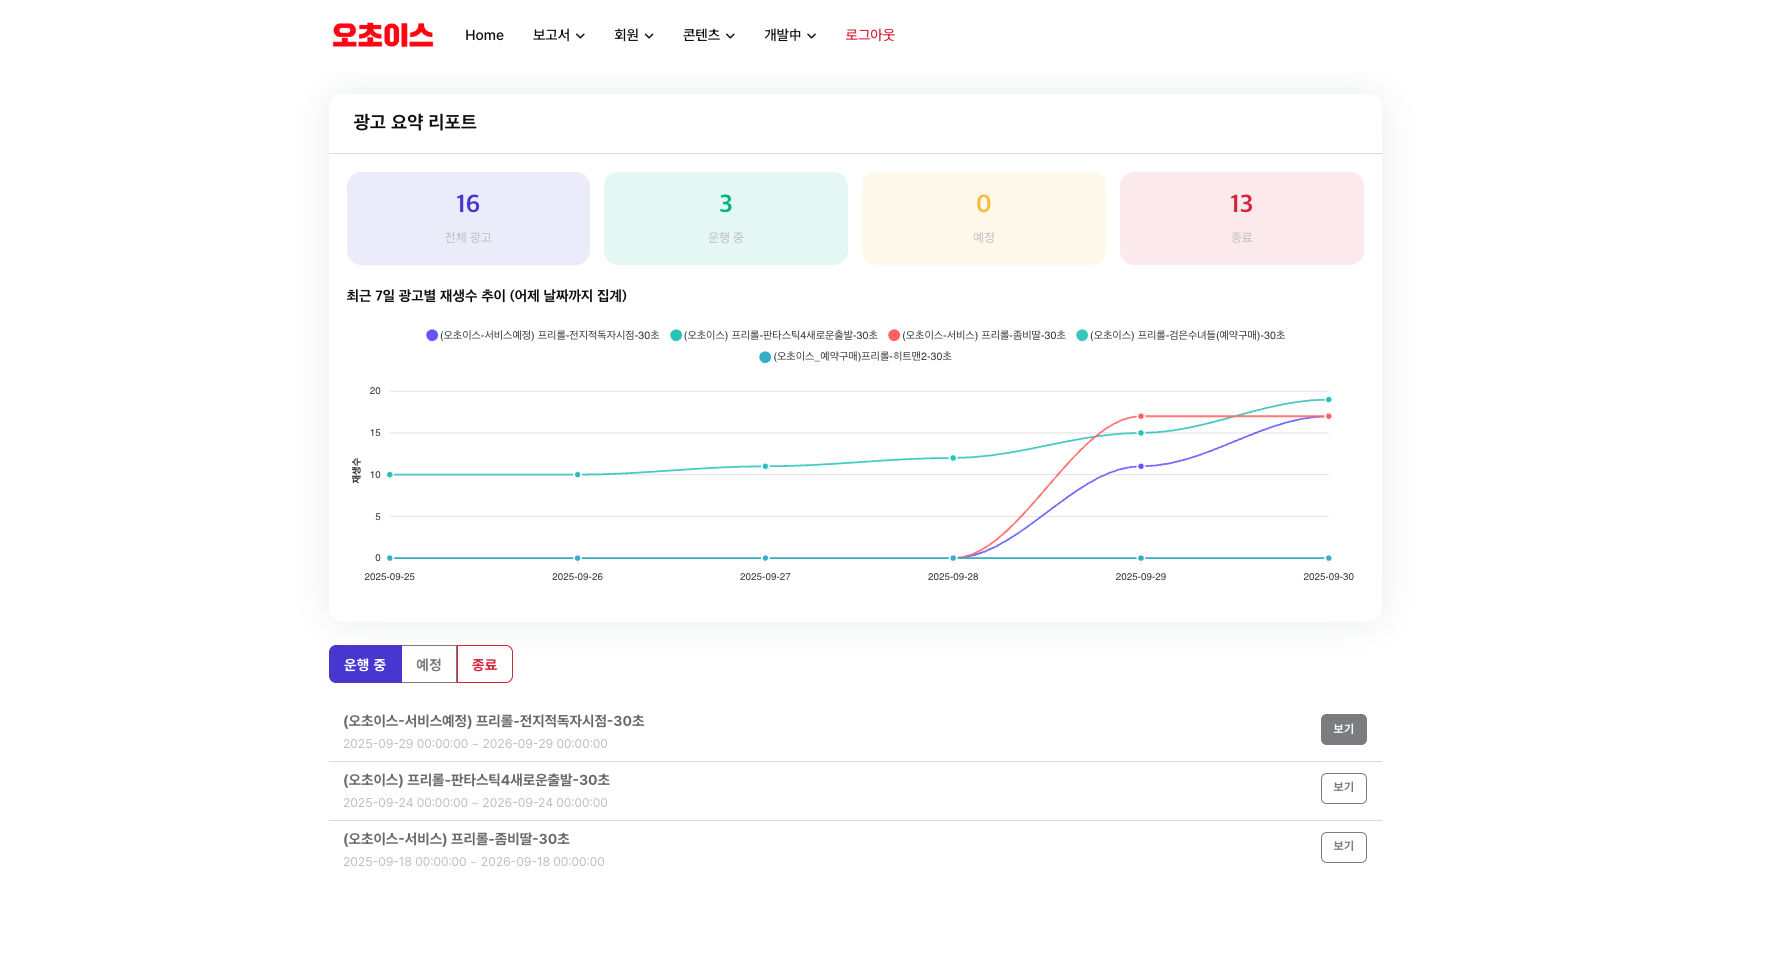 오초이스 Home 보고서 회원 콘텐츠 개발중 로그아웃
광고 요약 리포트
16 3 0 13
전체 광고 운행 중 예정 종료
최근 7일 광고별 재생수 추이 (어제 날짜까지 집계)
(오초이스-서비스예정) 프리롤-전지적독자시점-30초 (오초이스) 프리롤-판타스틱4새로운출발-30초 (오초이스-서비스) 프리롤-좀비딸-30초 (오초이스) 프리롤-검은수녀들(예약구매)-30초
(오초이스_예약구매)프리롤-히트맨2-30초
20
15
재생수
10
5
0
2025-09-25 2025-09-26 2025-09-27 2025-09-28 2025-09-29 2025-09-30
운행 중 예정 종료
(오초이스-서비스예정) 프리롤-전지적독자시점-30초 보기
2025-09-29 00:00:00 ~ 2026-09-29 00:00:00
(오초이스) 프리롤-판타스틱4새로운출발-30초 보기
2025-09-24 00:00:00 ~ 2026-09-24 00:00:00
(오초이스-서비스) 프리롤-좀비딸-30초 보기
2025-09-18 00:00:00 ~ 2026-09-18 00:00:00